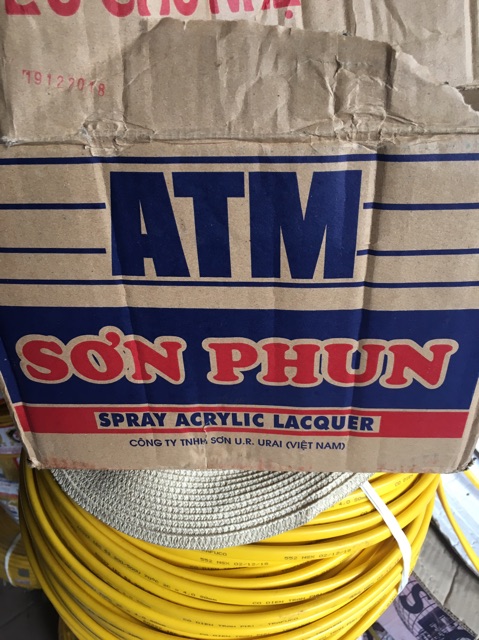 19122018
ATM
SƠN PHUN
SPRAY ACRYLIC LACQUER
CÔNG TY TNHH SƠN U.R. URAI (VIỆT NAM)